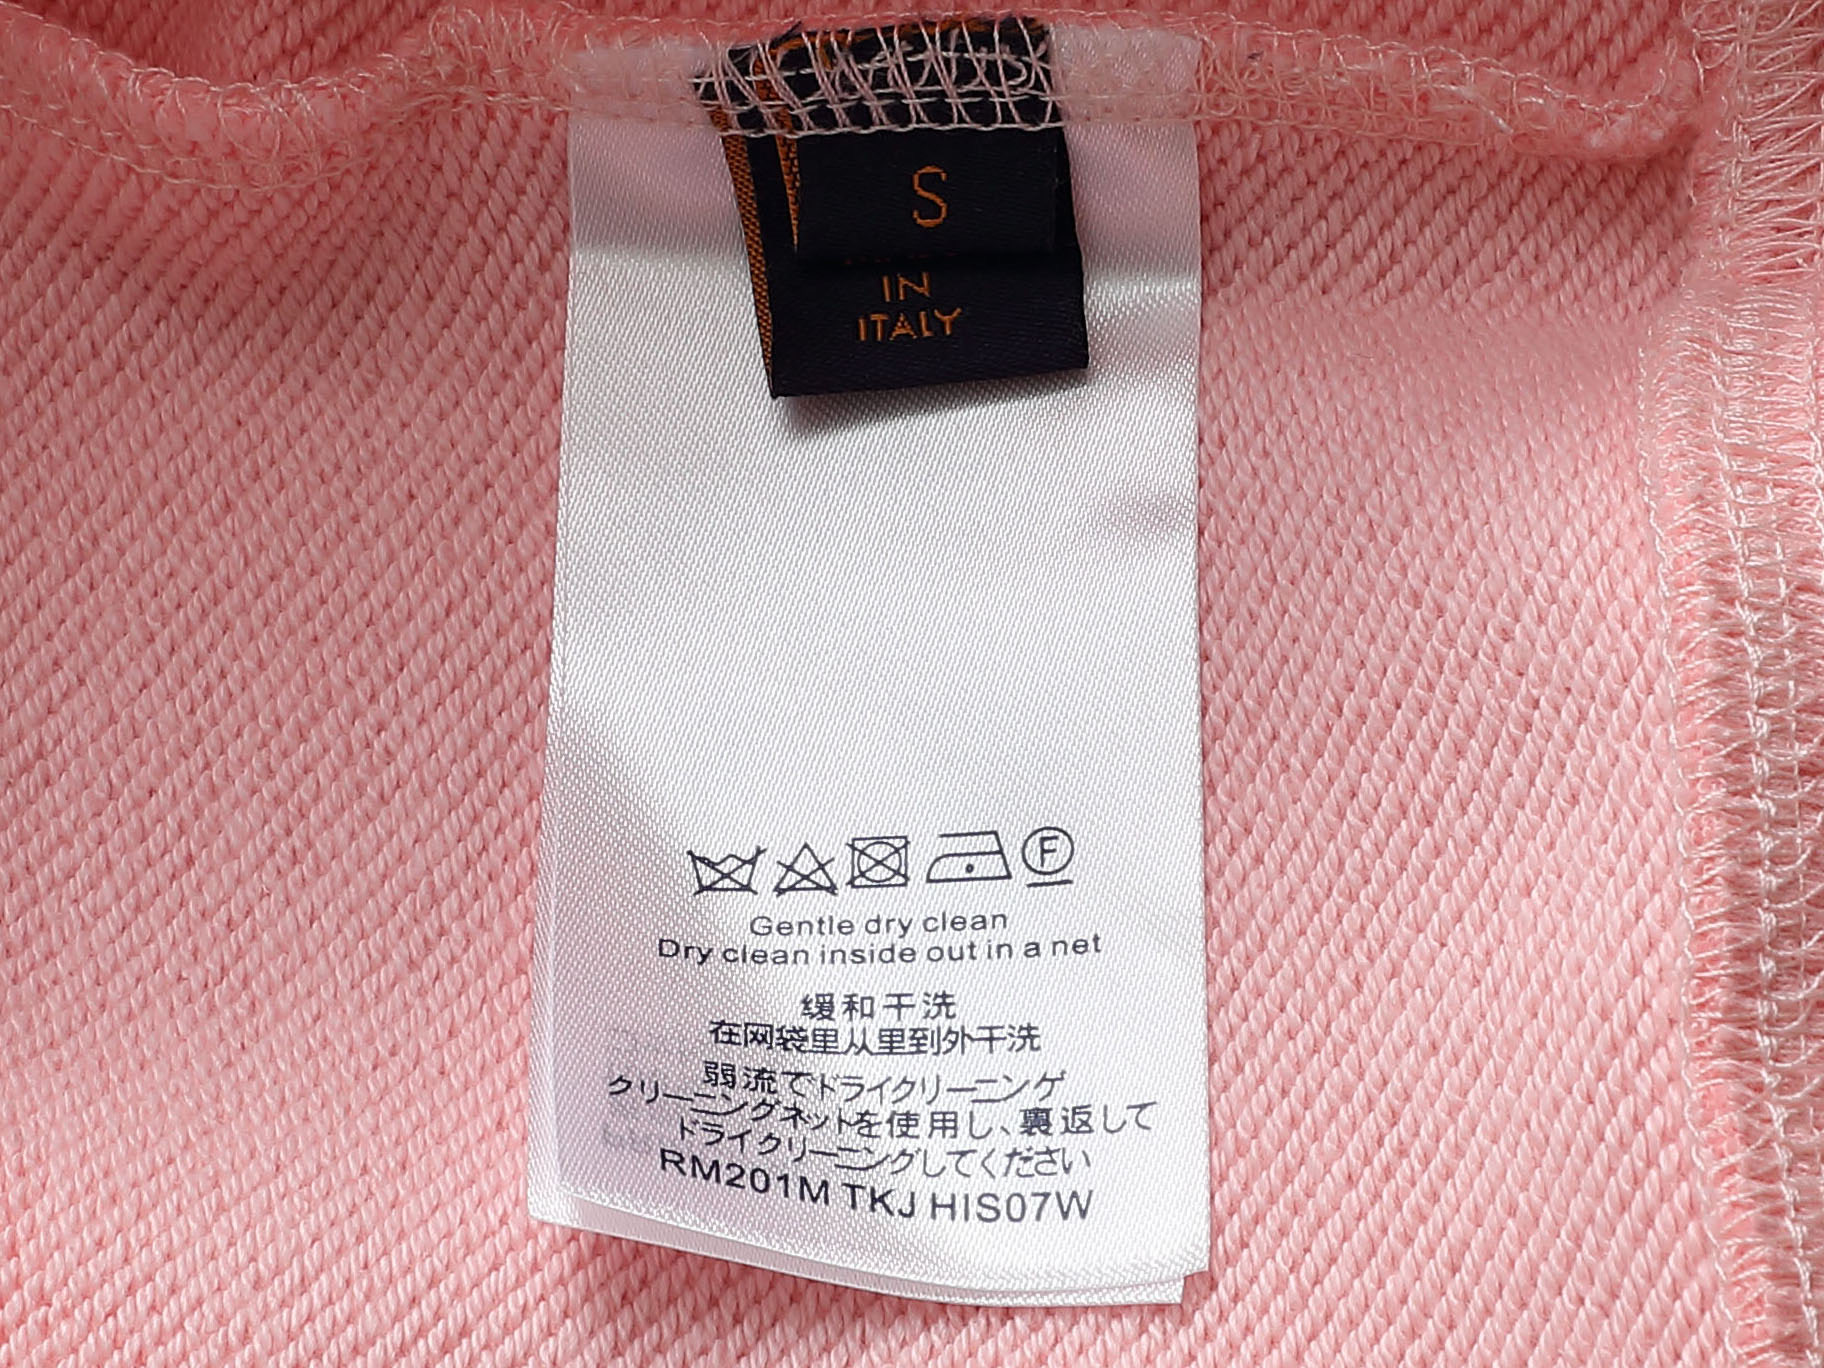 S
IN
ITALY
F
Gentle dry clean
Dry clean inside out in a net
缓和干洗
在网袋里从里到外干洗
弱流でドライクリーニンゲ
クリーニングネットを使用し、裏返して
ドライクリーニングしてください
RM201M TKJ HIS07W